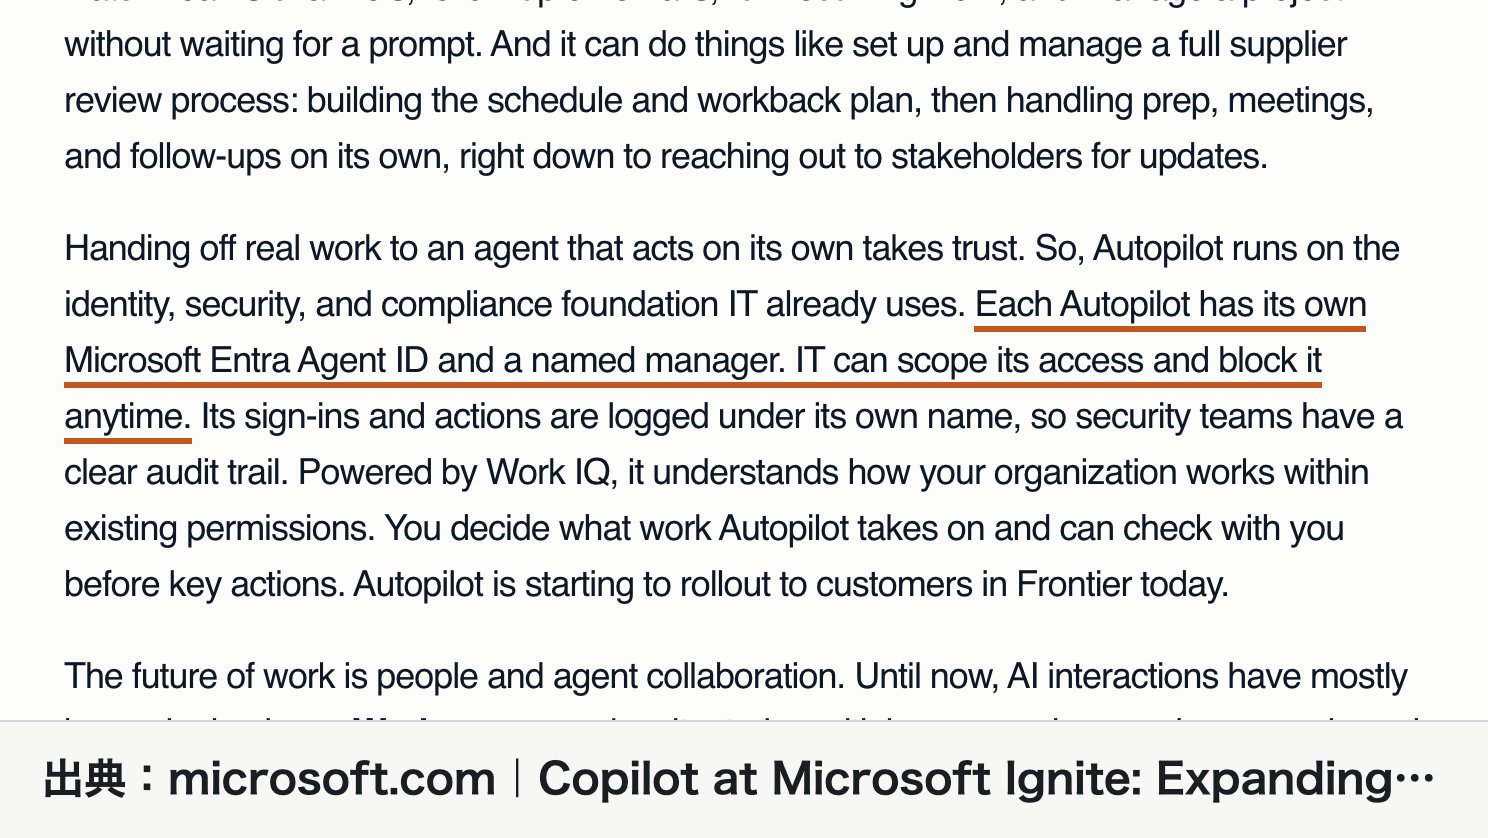 without waiting for a prompt. And it can do things like set up and manage a full supplier
review process: building the schedule and workback plan, then handling prep, meetings,
and follow-ups on its own, right down to reaching out to stakeholders for updates.
Handing off real work to an agent that acts on its own takes trust. So, Autopilot runs on the
identity, security, and compliance foundation IT already uses. Each Autopilot has its own
Microsoft Entra Agent ID and a named manager. IT can scope its access and block it
anytime. Its sign-ins and actions are logged under its own name, so security teams have a
clear audit trail. Powered by Work IQ, it understands how your organization works within
existing permissions. You decide what work Autopilot takes on and can check with you
before key actions. Autopilot is starting to rollout to customers in Frontier today.
The future of work is people and agent collaboration. Until now, AI interactions have mostly
出典：microsoft.com｜Copilot at Microsoft Ignite: Expanding…